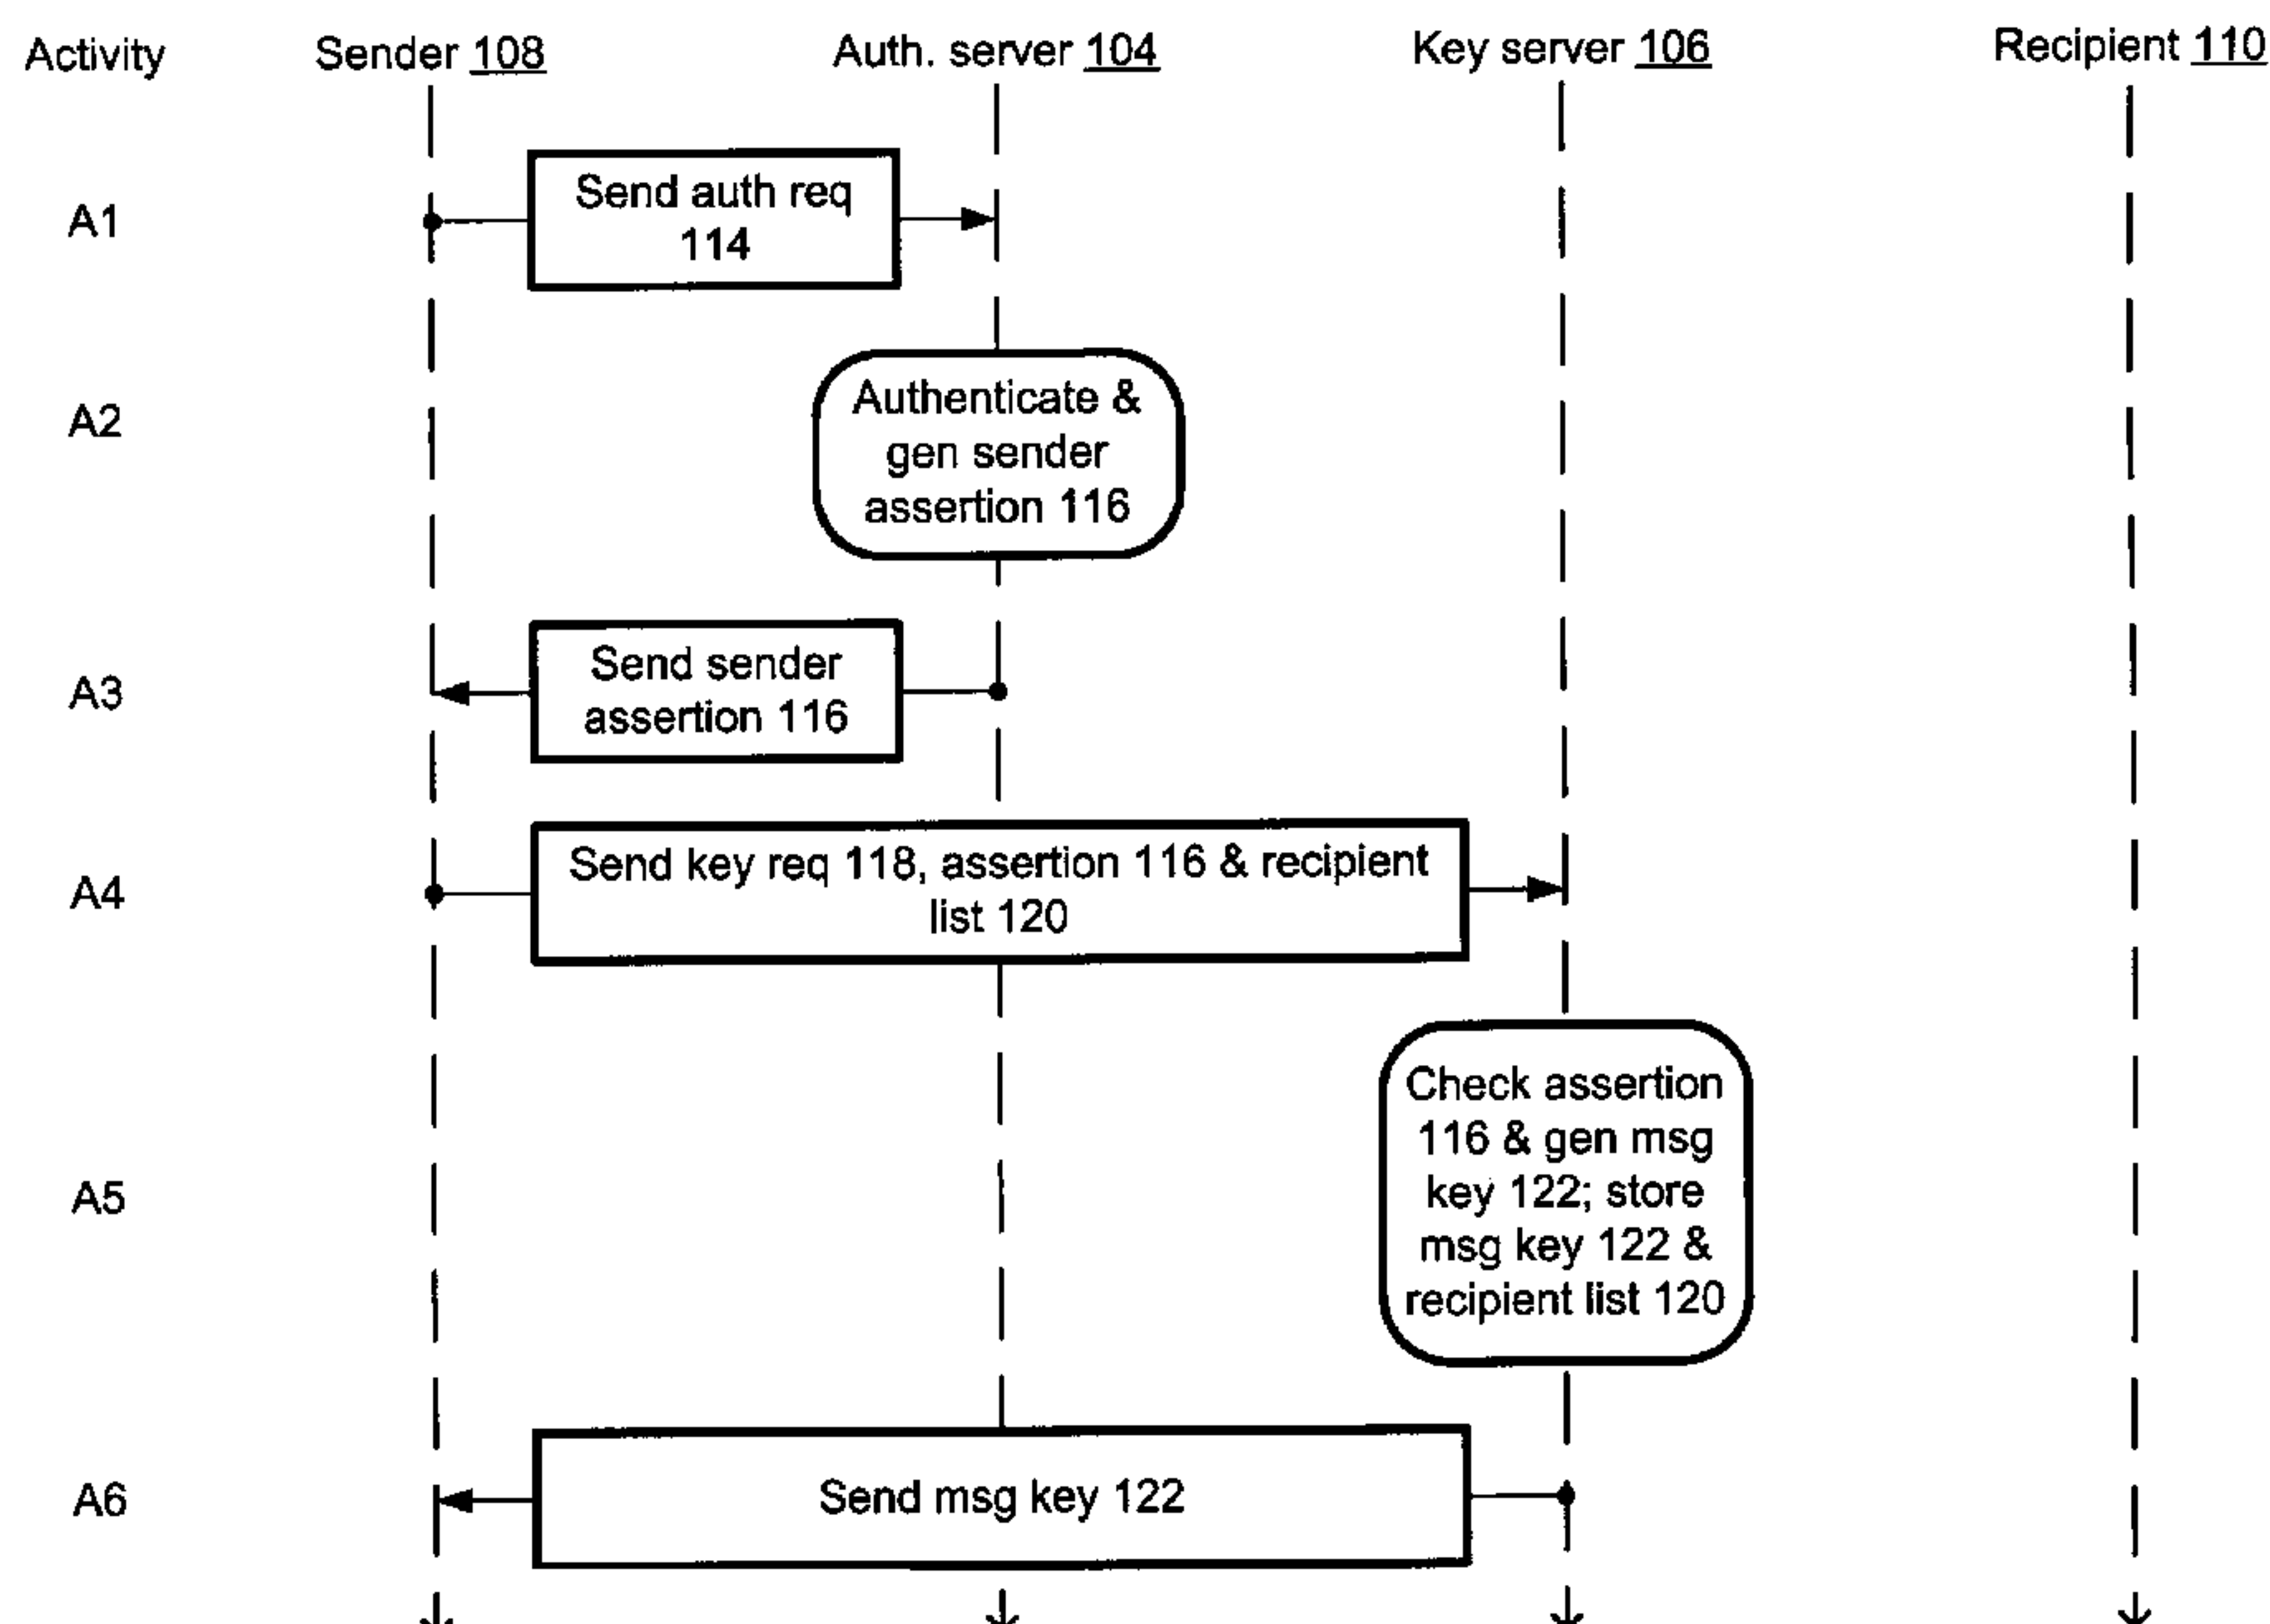 Activity
Sender 108
Auth. server 104
Key server 106
Recipient 110
A1
Send auth req
114
A2
Authenticate &
gen sender
assertion 116
A3
Send sender
assertion 116
A4
Send key req 118, assertion 116 & recipient
list 120
A5
Check assertion
116 & gen msg
key 122; store
msg key 122 &
recipient list 120
A6
Send msg key 122